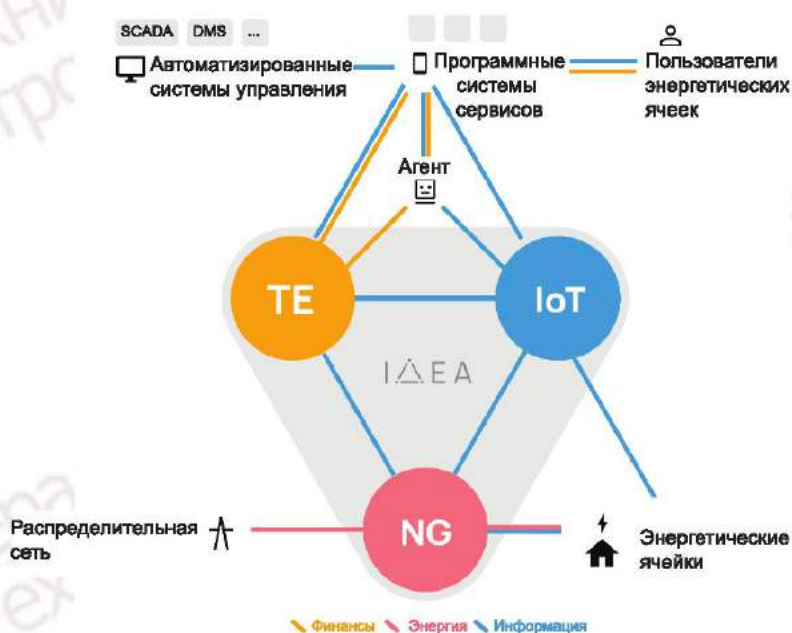 SCADA DMS ...
Автоматизированные
системы управления
Программные
системы
сервисов
Пользователи
энергетических
ячеек
Агент
TE
IoT
IDEA
NG
Распределительная
сеть
Энергетические
ячейки
Финансы Энергия Информация